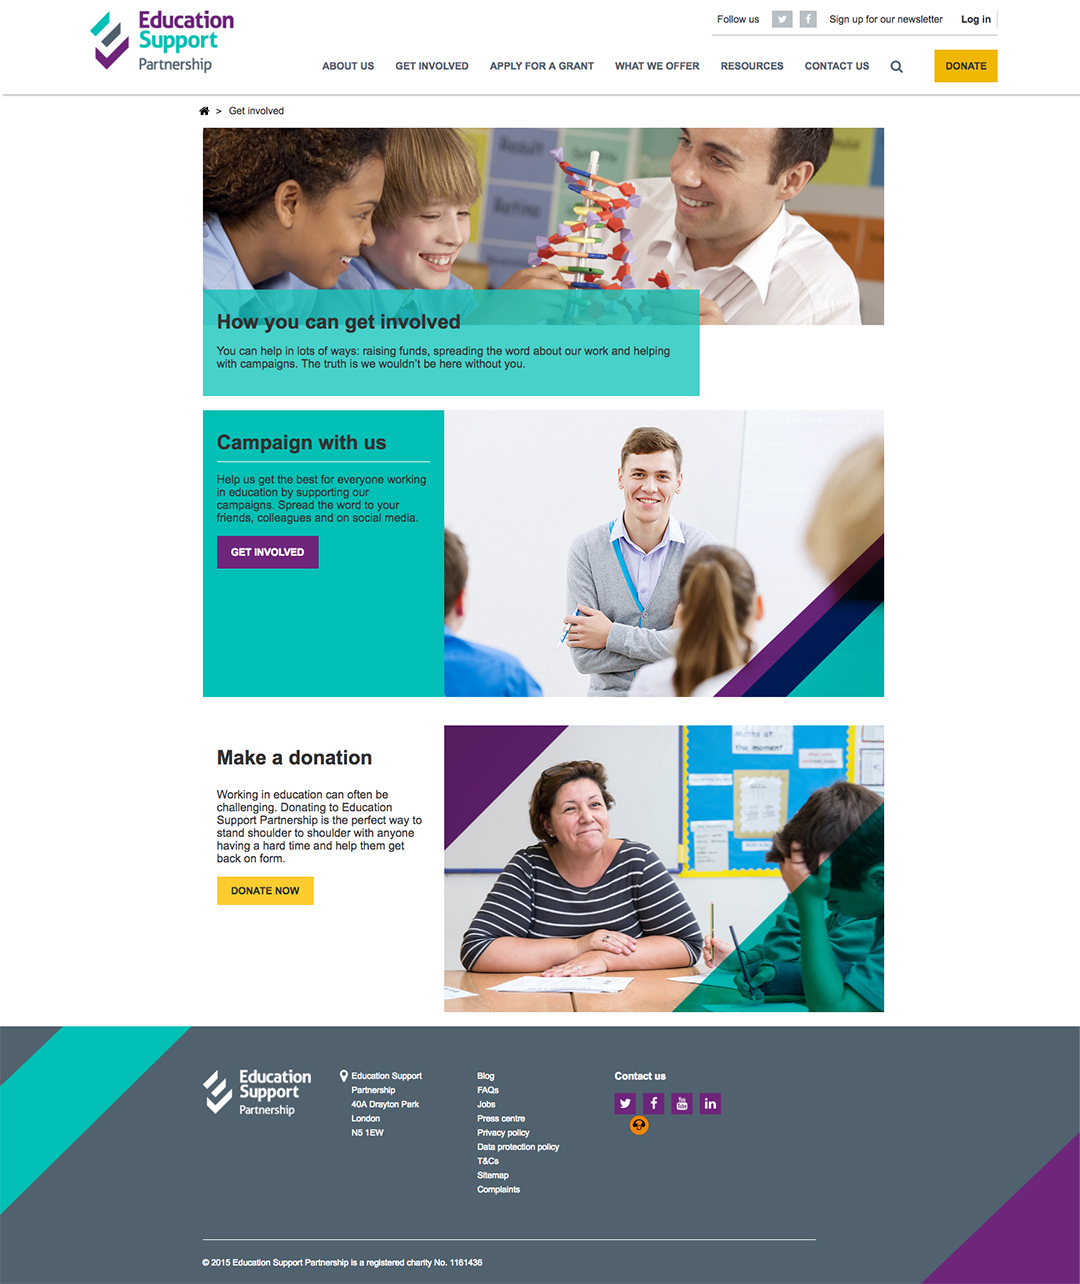 Education
Support
Partnership
Follow us
Sign up for our newsletter
Log in
ABOUT US
GET INVOLVED
APPLY FOR A GRANT
WHAT WE OFFER
RESOURCES
CONTACT US
DONATE
> Get involved
Result
How you can get involved
You can help in lots of ways: raising funds, spreading the word about our work and helping
with campaigns. The truth is we wouldn't be here without you.
Campaign with us
Help us get the best for everyone working
in education by supporting our
campaigns. Spread the word to your
friends, colleagues and on social media.
GET INVOLVED
Make a donation
Working in education can often be
challenging. Donating to Education
Support Partnership is the perfect way to
stand shoulder to shoulder with anyone
having a hard time and help them get
back on form.
DONATE NOW
Maths at
the moment
Education
Support
Partnership
Education Support
Partnership
40A Drayton Park
London
N5 1EW
Blog
FAQs
Jobs
Press centre
Privacy policy
Data protection policy
T&Cs
Sitemap
Complaints
Contact us
You
Tube
in
© 2015 Education Support Partnership is a registered charity No. 1161436